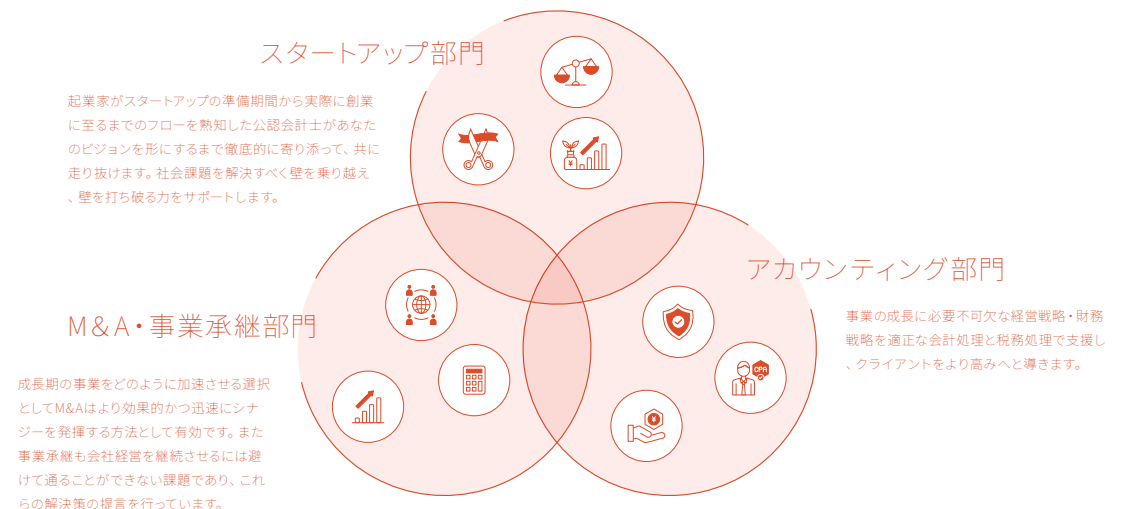 スタートアップ部門
起業家がスタートアップの準備期間から実際に創業
に至るまでのフローを熟知した公認会計士があなた
のビジョンを形にするまで徹底的に寄り添って、共に
走り抜けます。社会課題を解決すべく壁を乗り越え
、壁を打ち破る力をサポートします。
アカウンティング部門
事業の成長に必要不可欠な経営戦略・財務
戦略を適正な会計処理と税務処理で支援し
、クライアントをより高みへと導きます。
M&A・事業承継部門
成長期の事業をどのように加速させる選択
としてM&Aはより効果的かつ迅速にシナ
ジーを発揮する方法として有効です。また
事業承継も会社経営を継続させるには避
けて通ることができない課題であり、これ
らの解決策の提言を行っています。
¥
CPA
¥